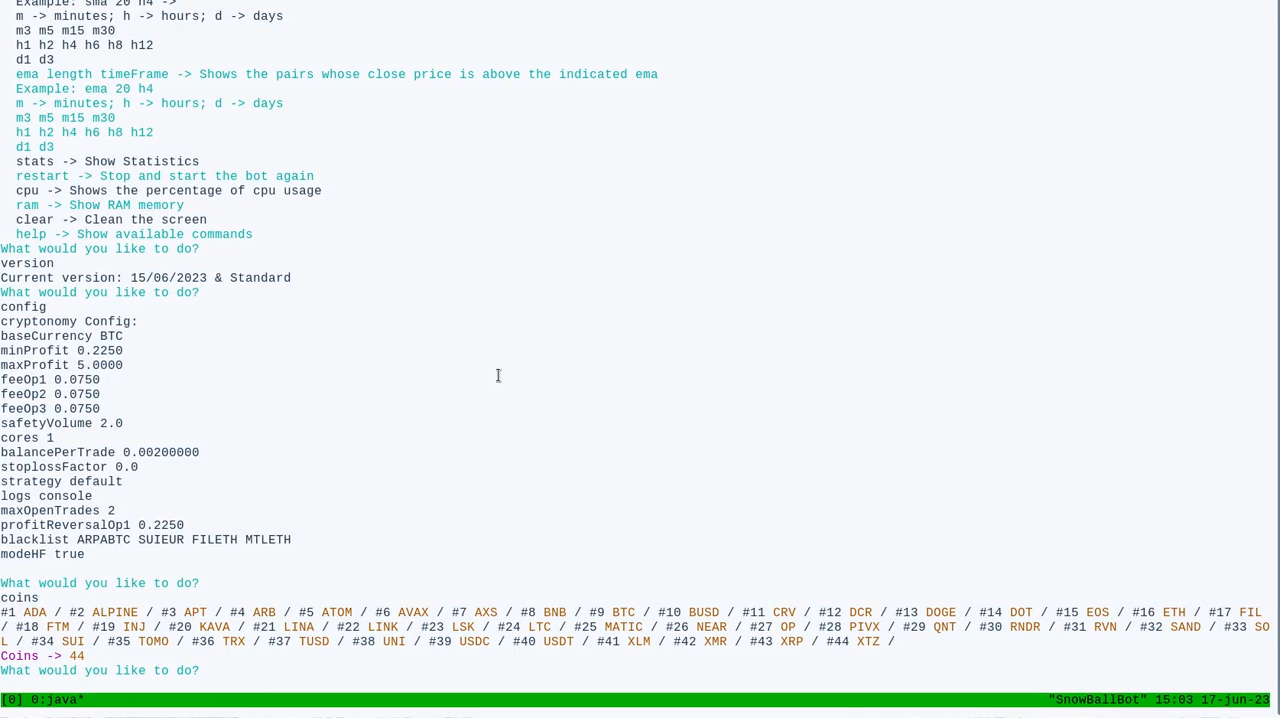 Example: sma 20 h4 ->
m -> minutes; h -> hours; d -> days
m3 m5 m15 m30
h1 h2 h4 h6 h8 h12
d1 d3
ema length timeFrame -> Shows the pairs whose close price is above the indicated ema
Example: ema 20 h4
m -> minutes; h -> hours; d -> days
m3 m5 m15 m30
h1 h2 h4 h6 h8 h12
d1 d3
stats -> Show Statistics
restart -> Stop and start the bot again
cpu -> Shows the percentage of cpu usage
ram -> Show RAM memory
clear -> Clean the screen
help -> Show available commands
What would you like to do?
version
Current version: 15/06/2023 & Standard
What would you like to do?
config
cryptonomy Config:
baseCurrency BTC
minProfit 0.2250
maxProfit 5.0000
feeOp1 0.0750
feeOp2 0.0750
feeOp3 0.0750
safetyVolume 2.0
cores 1
balancePerTrade 0.00200000
stoplossFactor 0.0
strategy default
logs console
maxOpenTrades 2
profitReversalOp1 0.2250
blacklist ARPABTC SUIEUR FILETH MTLETH
modeHF true
What would you like to do?
coins
#1 ADA / #2 ALPINE / #3 APT / #4 ARB / #5 ATOM / #6 AVAX / #7 AXS / #8 BNB / #9 BTC / #10 BUSD / #11 CRV / #12 DCR / #13 DOGE / #14 DOT / #15 EOS / #16 ETH / #17 FIL
/ #18 FTM / #19 INJ / #20 KAVA / #21 LINA / #22 LINK / #23 LSK / #24 LTC / #25 MATIC / #26 NEAR / #27 OP / #28 PIVX / #29 QNT / #30 RNDR / #31 RVN / #32 SAND / #33 SO
L / #34 SUI / #35 TOMO / #36 TRX / #37 TUSD / #38 UNI / #39 USDC / #40 USDT / #41 XLM / #42 XMR / #43 XRP / #44 XTZ /
Coins -> 44
What would you like to do?
[0] 0:java* "SnowBallBot" 15:03 17-jun-23